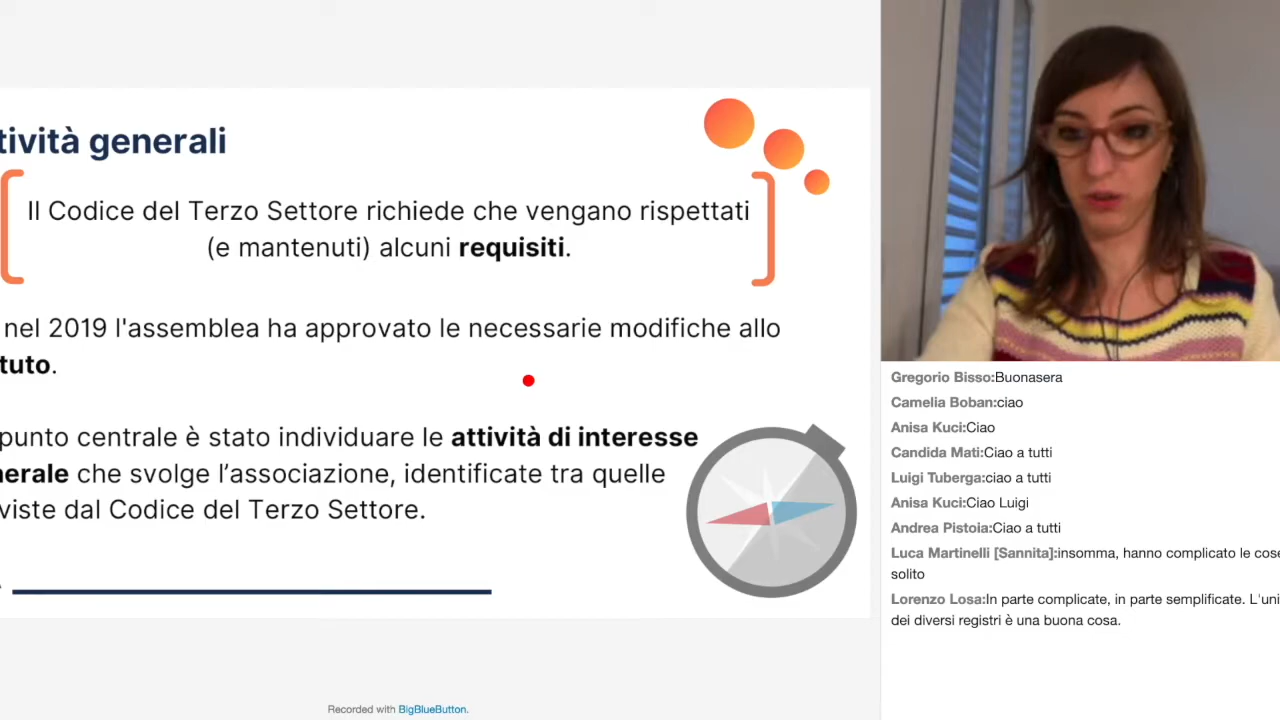 tività generali
Il Codice del Terzo Settore richiede che vengano rispettati
(e mantenuti) alcuni requisiti.
nel 2019 l'assemblea ha approvato le necessarie modifiche allo
tuto.
punto centrale è stato individuare le attività di interesse
nerale che svolge l’associazione, identificate tra quelle
viste dal Codice del Terzo Settore.
Recorded with BigBlueButton.
Gregorio Bisso:Buonasera
Camelia Boban:ciao
Anisa Kuci:Ciao
Candida Mati:Ciao a tutti
Luigi Tuberga:ciao a tutti
Anisa Kuci:Ciao Luigi
Andrea Pistoia:Ciao a tutti
Luca Martinelli [Sannita]:insomma, hanno complicato le cose
solito
Lorenzo Losa:In parte complicate, in parte semplificate. L'uni
dei diversi registri è una buona cosa.